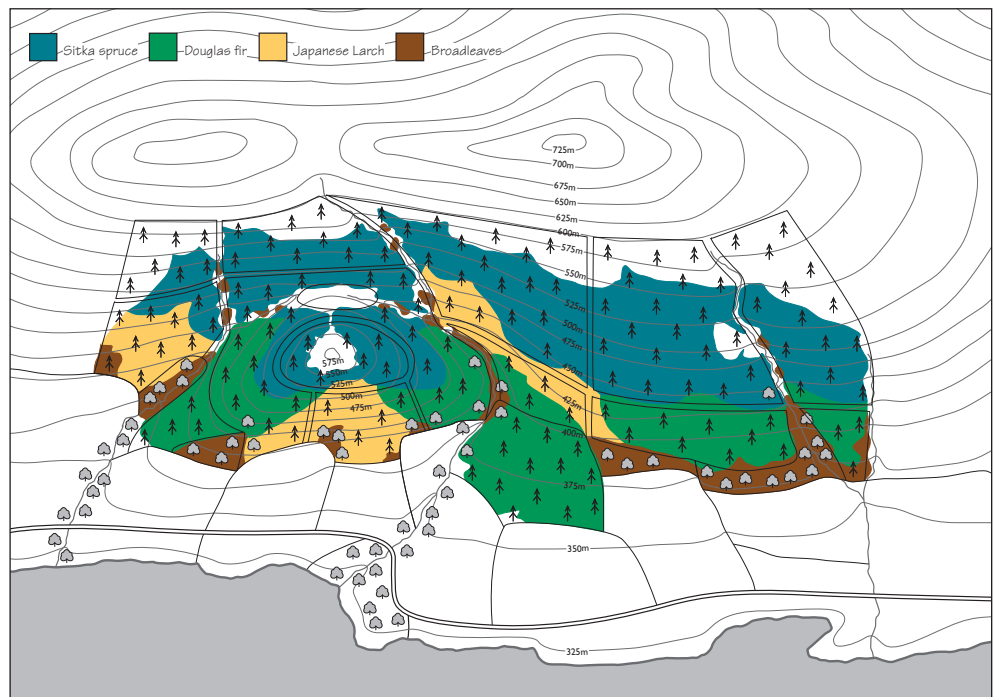 Sitka spruce Douglas fir Japanese Larch Broadleaves
725m
700m
675m
650m
625m
600m
575m
550m
525m
500m
475m
450m
425m
400m
375m
350m
325m
575m
550m
525m
500m
475m